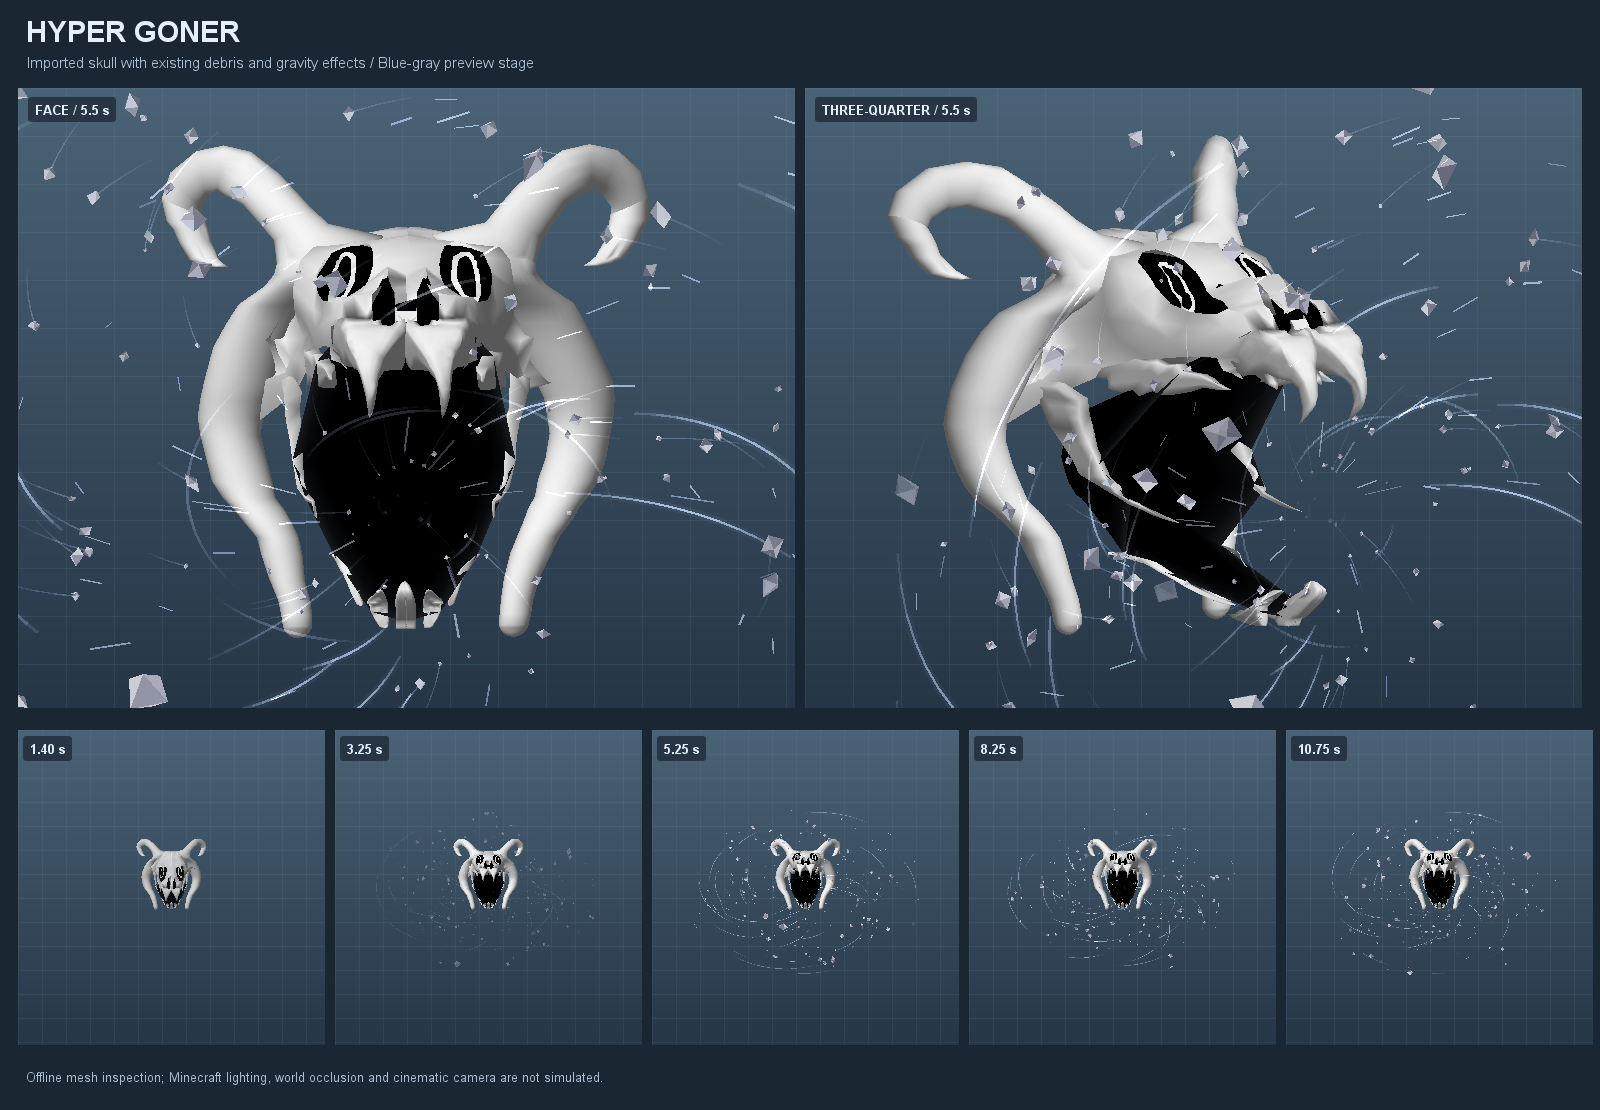 HYPER GONER
Imported skull with existing debris and gravity effects / Blue-gray preview stage
FACE / 5.5 s
THREE-QUARTER / 5.5 s
1.40 s
3.25 s
5.25 s
8.25 s
10.75 s
Offline mesh inspection; Minecraft lighting, world occlusion and cinematic camera are not simulated.